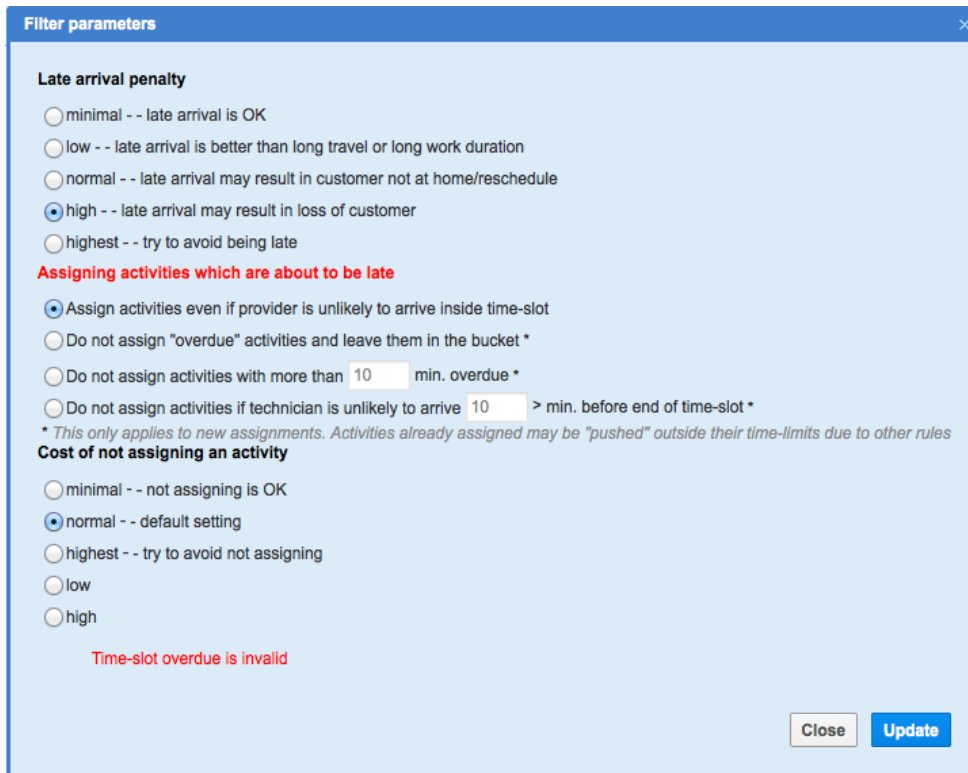 Filter parameters
Late arrival penalty
minimal - - late arrival is OK
low - - late arrival is better than long travel or long work duration
normal - - late arrival may result in customer not at home/reschedule
high - - late arrival may result in loss of customer
highest - - try to avoid being late
Assigning activities which are about to be late
Assign activities even if provider is unlikely to arrive inside time-slot
Do not assign "overdue" activities and leave them in the bucket *
Do not assign activities with more than 10 min. overdue *
Do not assign activities if technician is unlikely to arrive 10 > min. before end of time-slot *
* This only applies to new assignments. Activities already assigned may be "pushed" outside their time-limits due to other rules
Cost of not assigning an activity
minimal - - not assigning is OK
normal - - default setting
highest - - try to avoid not assigning
low
high
Time-slot overdue is invalid
Close Update